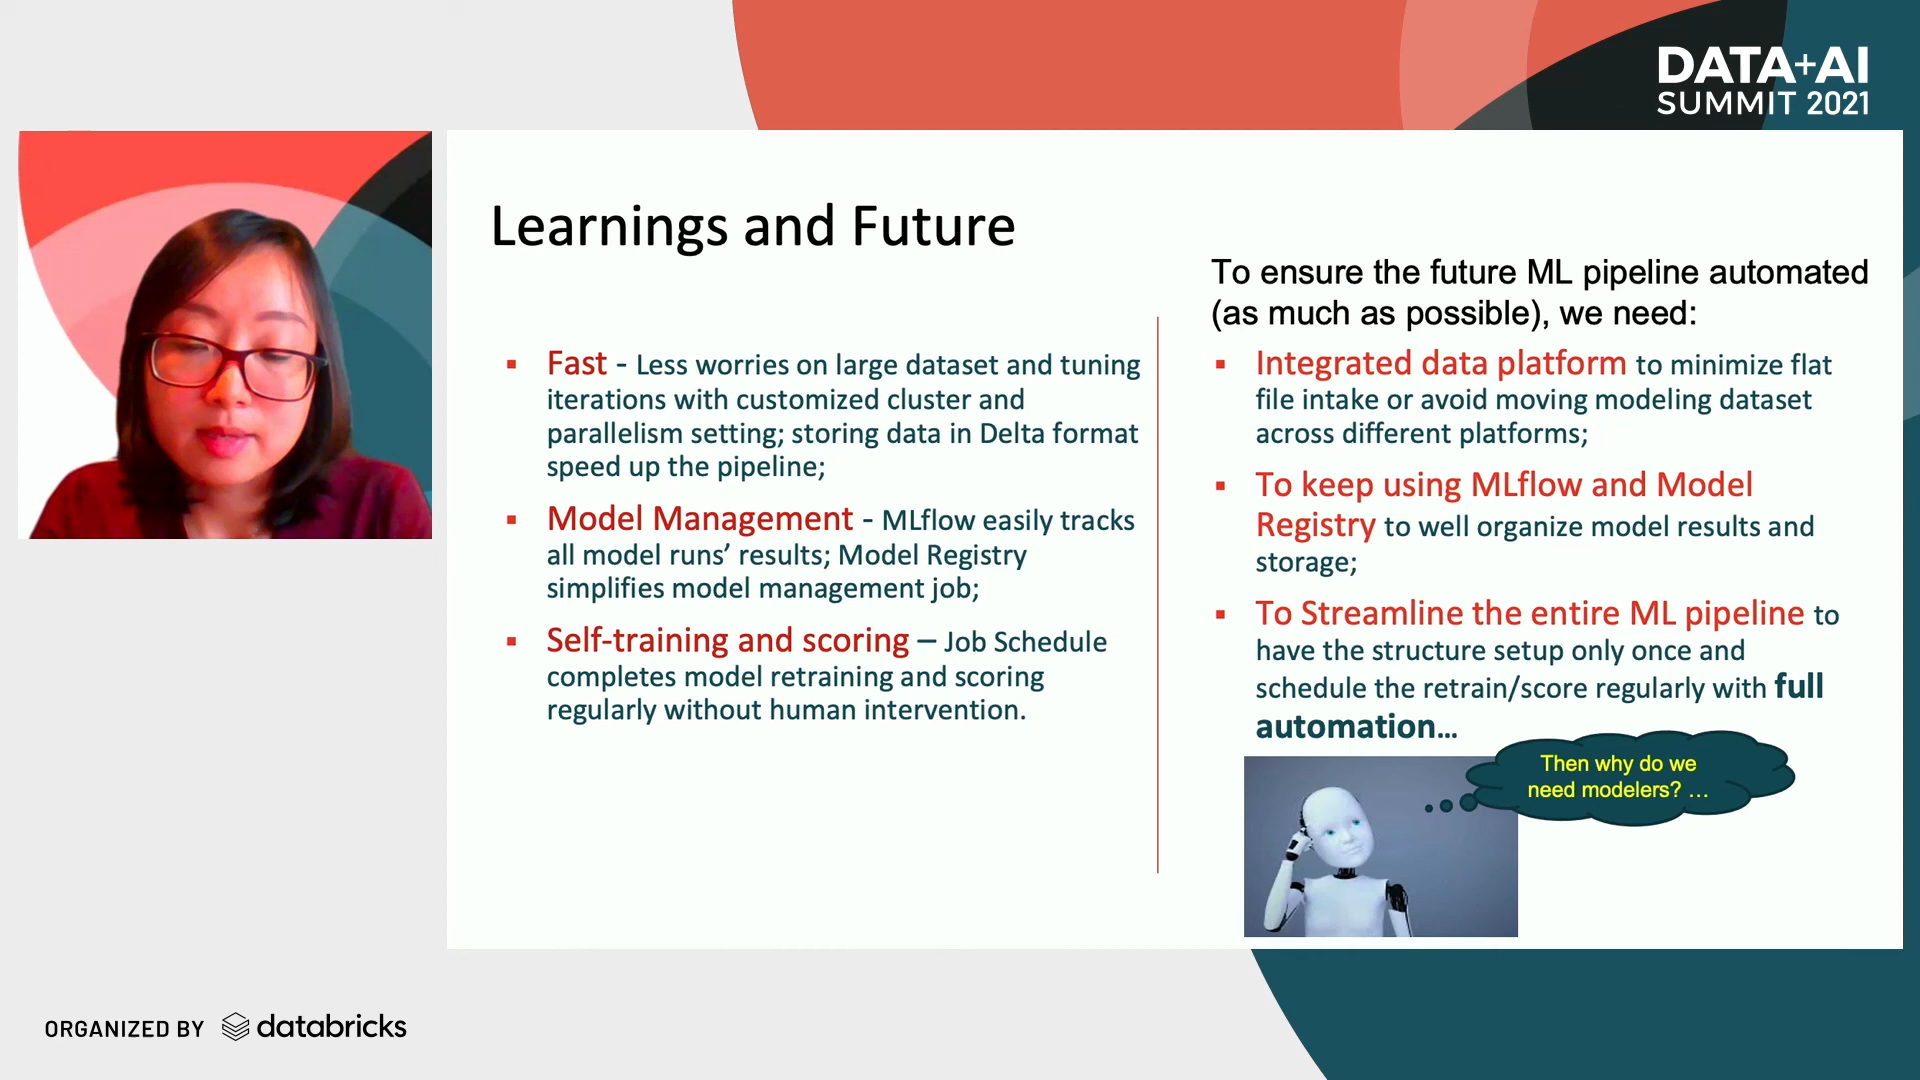 DATA+AI
SUMMIT 2021
Learnings and Future
▪ Fast - Less worries on large dataset and tuning
iterations with customized cluster and
parallelism setting; storing data in Delta format
speed up the pipeline;
▪ Model Management - MLflow easily tracks
all model runs’ results; Model Registry
simplifies model management job;
▪ Self-training and scoring – Job Schedule
completes model retraining and scoring
regularly without human intervention.
To ensure the future ML pipeline automated
(as much as possible), we need:
▪ Integrated data platform to minimize flat
file intake or avoid moving modeling dataset
across different platforms;
▪ To keep using MLflow and Model
Registry to well organize model results and
storage;
▪ To Streamline the entire ML pipeline to
have the structure setup only once and
schedule the retrain/score regularly with full
automation…
Then why do we
need modelers? …
ORGANIZED BY databricks